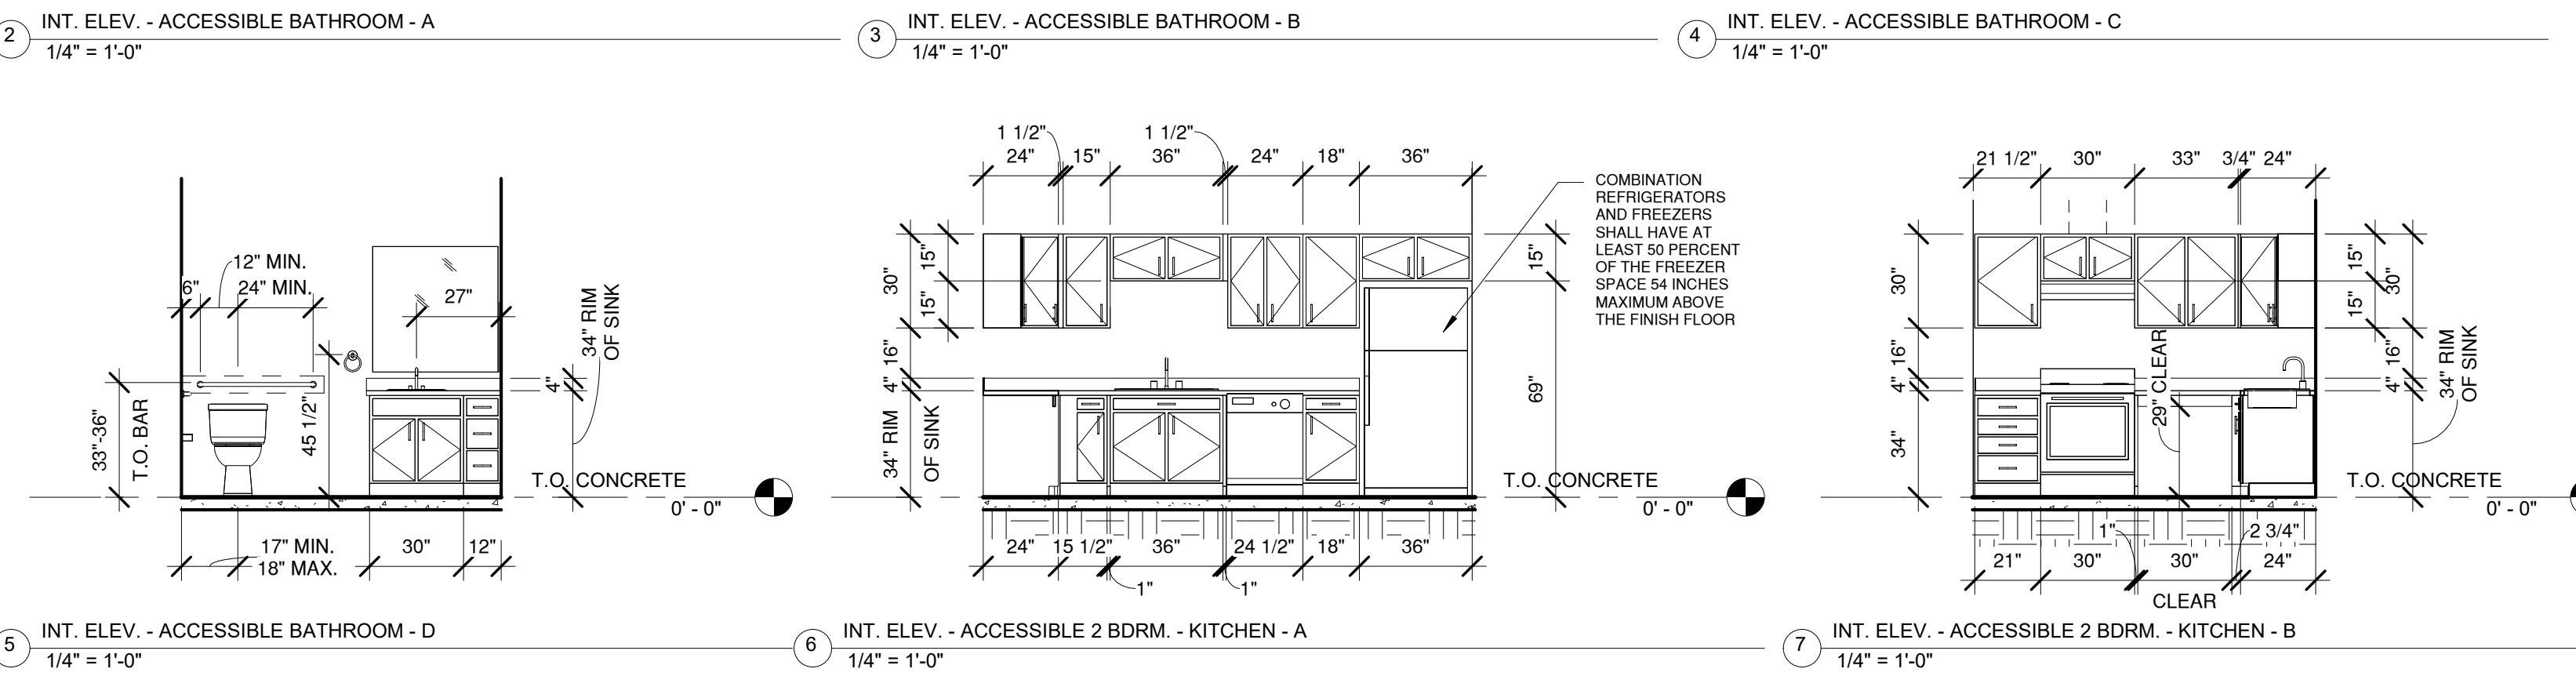 2
INT. ELEV. - ACCESSIBLE BATHROOM - A
1/4" = 1'-0"
3
INT. ELEV. - ACCESSIBLE BATHROOM - B
1/4" = 1'-0"
4
INT. ELEV. - ACCESSIBLE BATHROOM - C
1/4" = 1'-0"
12" MIN.
6"
24" MIN.
27"
34" RIM
OF SINK
4"
45 1/2"
33"-36"
T.O. BAR
T.O. CONCRETE
0' - 0"
17" MIN.
18" MAX.
30"
12"
5
INT. ELEV. - ACCESSIBLE BATHROOM - D
1/4" = 1'-0"
1 1/2"
1 1/2"
24"
15"
36"
24"
18"
36"
COMBINATION
REFRIGERATORS
AND FREEZERS
SHALL HAVE AT
LEAST 50 PERCENT
OF THE FREEZER
SPACE 54 INCHES
MAXIMUM ABOVE
THE FINISH FLOOR
30"
15"
15"
16"
4"
34" RIM
OF SINK
15"
69"
T.O. CONCRETE
0' - 0"
24"
15 1/2"
36"
24 1/2"
18"
36"
1"
1"
6
INT. ELEV. - ACCESSIBLE 2 BDRM. - KITCHEN - A
1/4" = 1'-0"
21 1/2"
30"
33"
3/4"
24"
30"
16"
4"
34"
29" CLEAR
15"
15"
30"
16"
4"
34" RIM
OF SINK
T.O. CONCRETE
0' - 0"
1"
2 3/4"
21"
30"
30"
24"
CLEAR
7
INT. ELEV. - ACCESSIBLE 2 BDRM. - KITCHEN - B
1/4" = 1'-0"